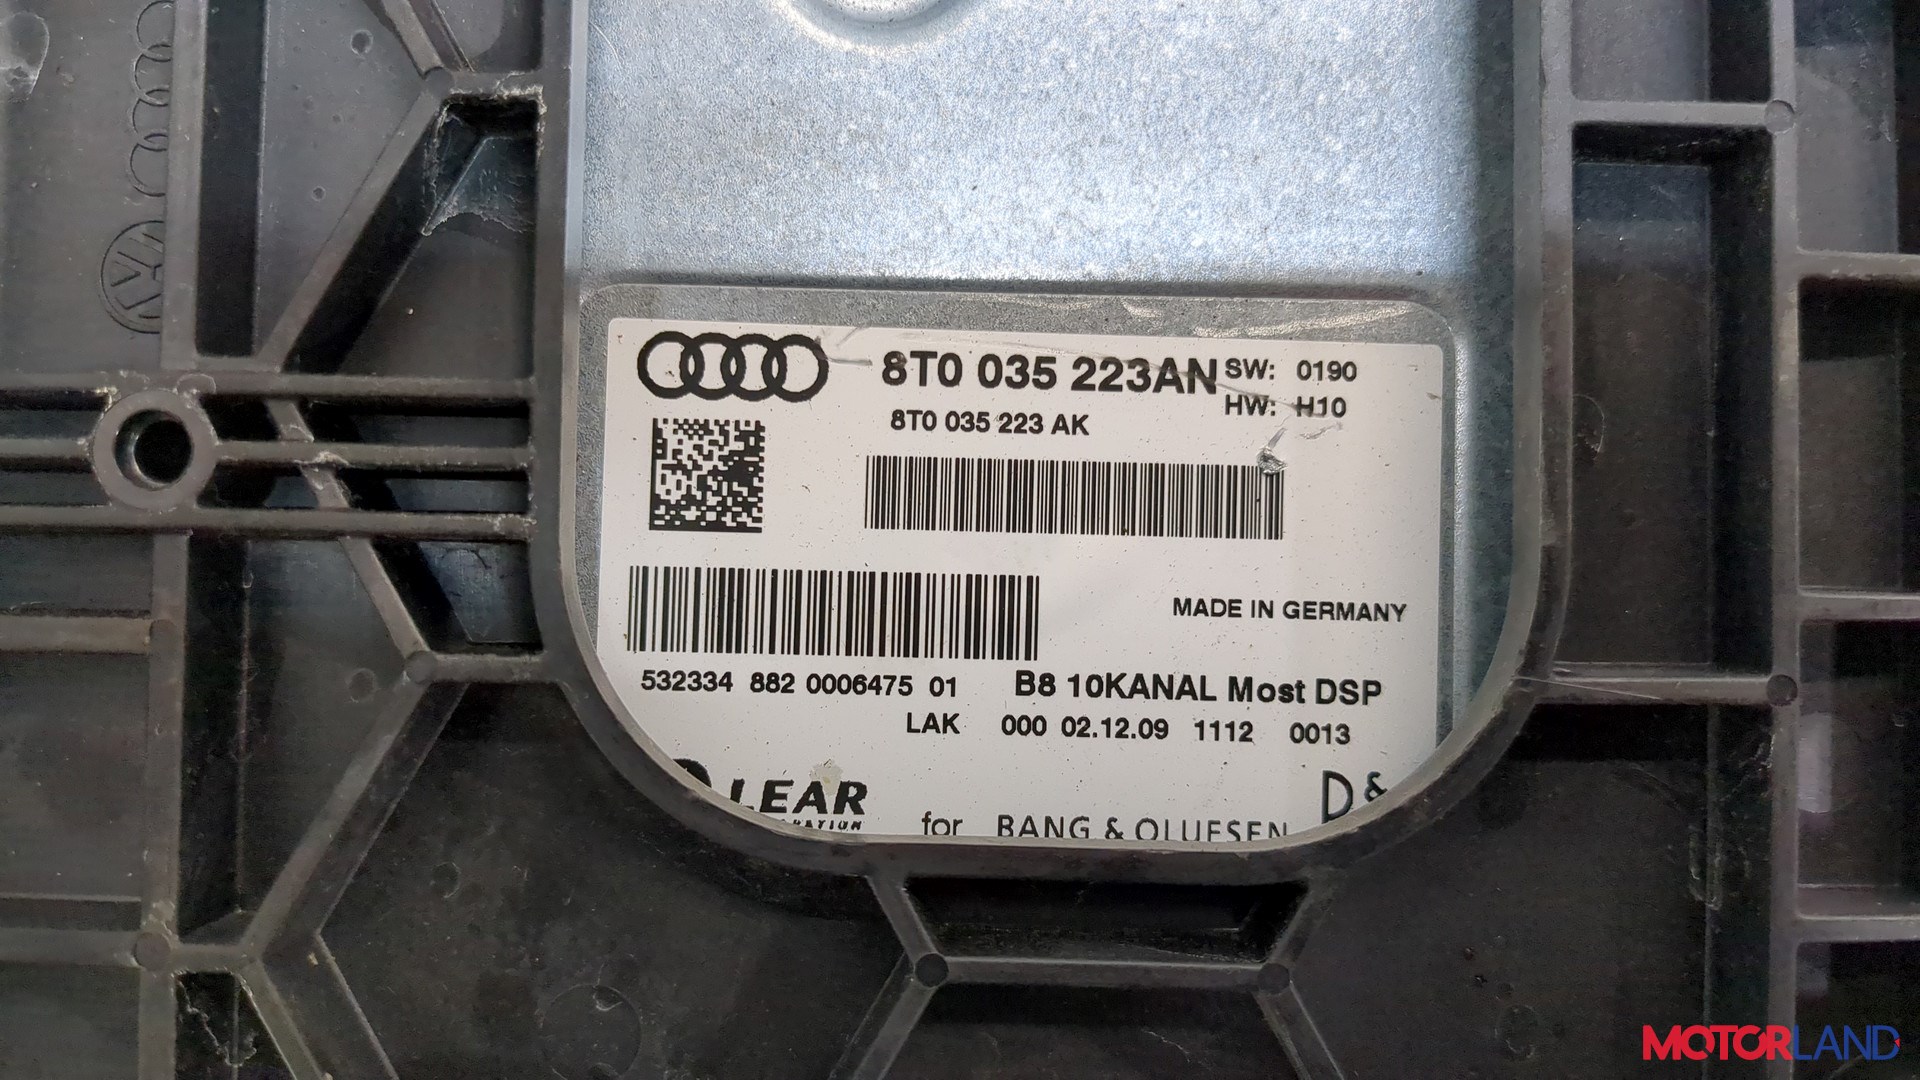 8T0 035 223AN SW: 0190
HW: H10
8T0 035 223 AK
MADE IN GERMANY
532334 882 0006475 01 B8 10KANAL Most DSP
LAK 000 02.12.09 1112 0013
LEAR
for BANG & OLUFSEN
MOTORLAND